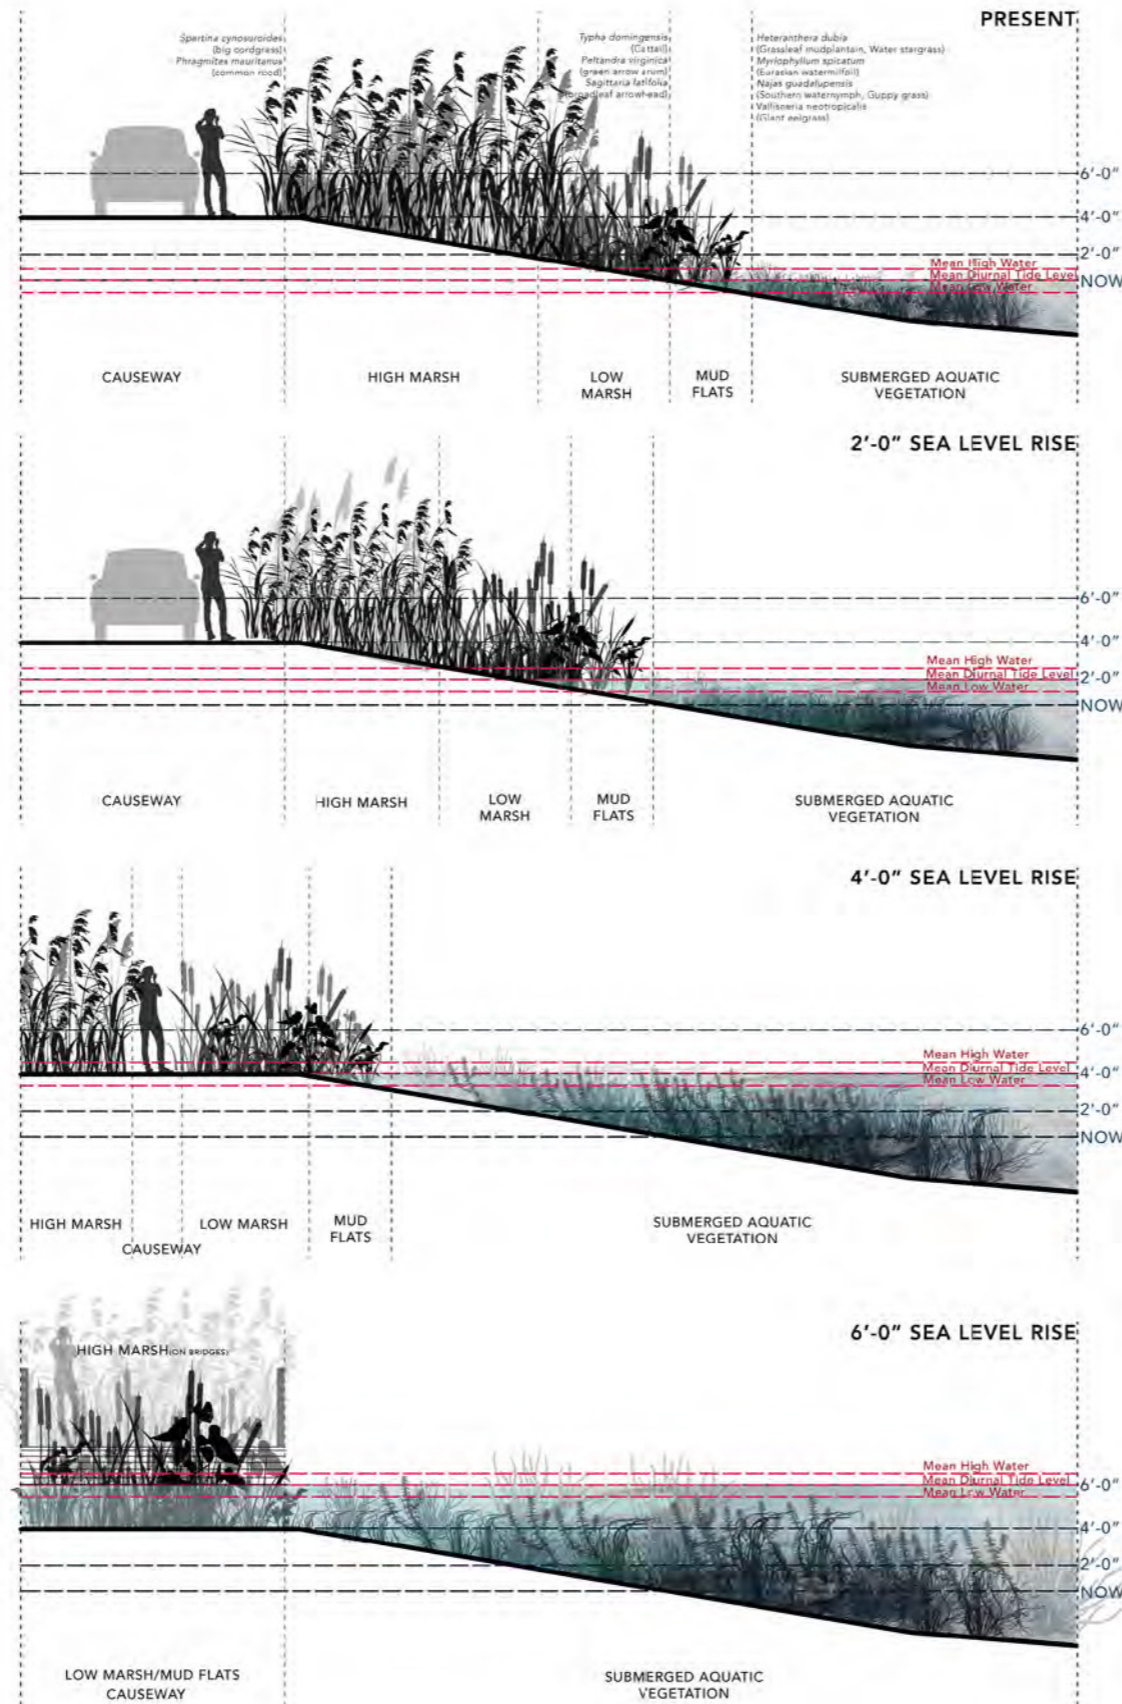 PRESENT
Spartina cynosuroides
(big cordgrass)
Phragmites mauritanus
(common reed)
Typha domingensis
(Cattail)
Peltandra virginica
(green arrow arum)
Sagittaria latifolia
(broadleaf arrowhead)
Heteranthera dubia
(Grassleaf mudplantain, Water stargrass)
Myriophyllum spicatum
(Eurasian watermilfoil)
Najas guadalupensis
(Southern waternymph, Guppy grass)
Vallisneria neotropicalis
(Giant eelgrass)
6'-0"
4'-0"
2'-0"
Mean High Water
Mean Diurnal Tide Level
NOW
Mean Low Water
CAUSEWAY
HIGH MARSH
LOW
MARSH
MUD
FLATS
SUBMERGED AQUATIC
VEGETATION
2'-0" SEA LEVEL RISE
6'-0"
4'-0"
Mean High Water
Mean Diurnal Tide Level
2'-0"
Mean Low Water
NOW
CAUSEWAY
HIGH MARSH
LOW
MARSH
MUD
FLATS
SUBMERGED AQUATIC
VEGETATION
4'-0" SEA LEVEL RISE
6'-0"
Mean High Water
Mean Diurnal Tide Level
4'-0"
Mean Low Water
2'-0"
NOW
HIGH MARSH
CAUSEWAY
LOW MARSH
MUD
FLATS
SUBMERGED AQUATIC
VEGETATION
6'-0" SEA LEVEL RISE
HIGH MARSH (ON BRIDGES)
Mean High Water
Mean Diurnal Tide Level
6'-0"
Mean Low Water
4'-0"
2'-0"
NOW
LOW MARSH/MUD FLATS
CAUSEWAY
SUBMERGED AQUATIC
VEGETATION